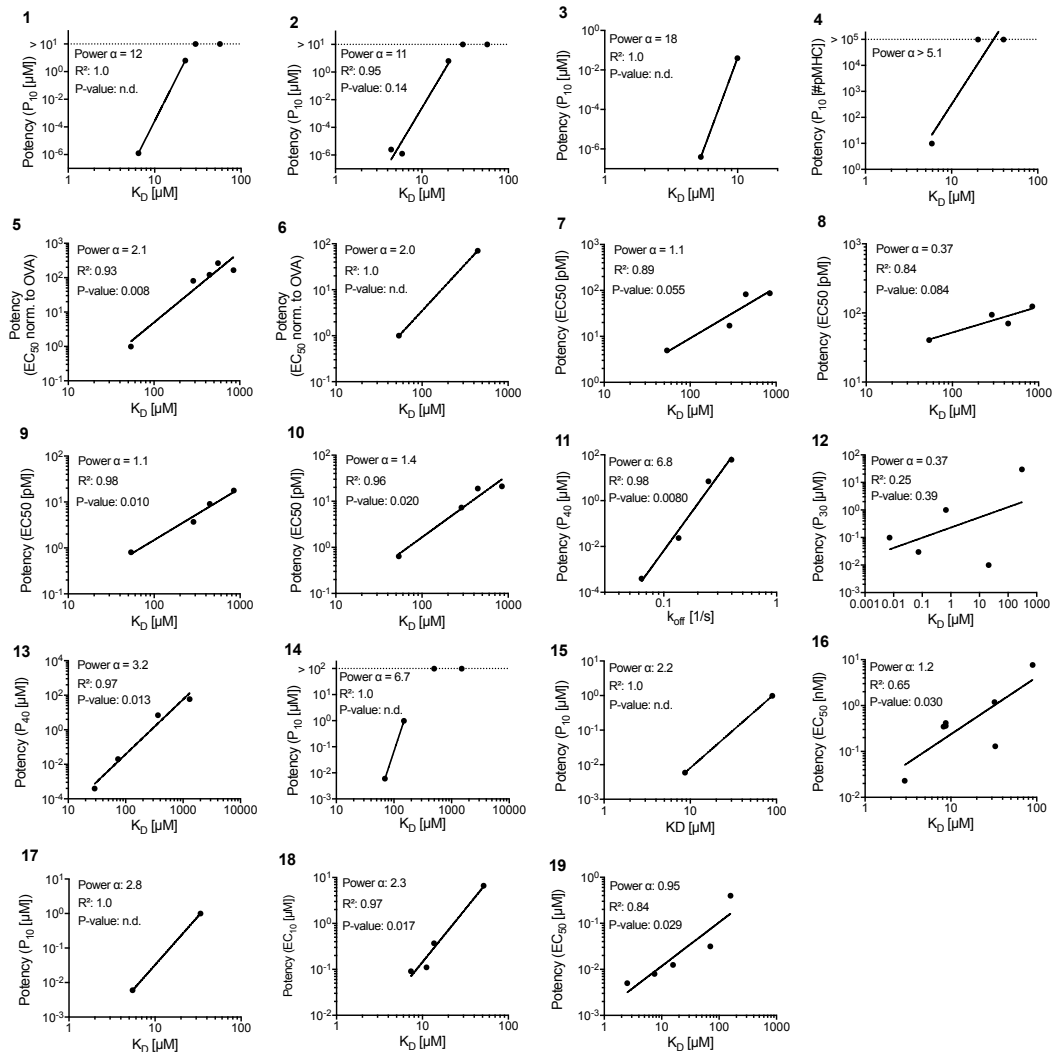 1
Potency (P₁₀ [µM])
> 10¹
10⁰
10⁻²
10⁻⁴
10⁻⁶
Power α = 12
R²: 1.0
P-value: n.d.
1
10
100
K_D [µM]
2
Potency (P₁₀ [µM])
> 10¹
10⁰
10⁻²
10⁻⁴
10⁻⁶
Power α = 11
R²: 0.95
P-value: 0.14
1
10
100
K_D [µM]
3
Potency (P₁₀ [µM])
10⁰
10⁻²
10⁻⁴
10⁻⁶
Power α = 18
R²: 1.0
P-value: n.d.
1
10
K_D [µM]
4
Potency (P₁₀ [#pMHC]
> 10⁵
10⁴
10³
10²
10¹
10⁰
Power α > 5.1
1
10
100
K_D [µM]
5
Potency
(EC₅₀ norm. to OVA)
10³
10²
10¹
10⁰
10⁻¹
Power α = 2.1
R²: 0.93
P-value: 0.008
10
100
1000
K_D [µM]
6
Potency
(EC₅₀ norm. to OVA)
10²
10¹
10⁰
10⁻¹
Power α = 2.0
R²: 1.0
P-value: n.d.
10
100
1000
K_D [µM]
7
Potency (EC50 [pM])
10³
10²
10¹
10⁰
Power α = 1.1
R²: 0.89
P-value: 0.055
10
100
1000
K_D [µM]
8
Potency (EC50 [pM])
10³
10²
10¹
Power α = 0.37
R²: 0.84
P-value: 0.084
10
100
1000
K_D [µM]
9
Potency (EC50 [pM])
10²
10¹
10⁰
10⁻¹
Power α = 1.1
R²: 0.98
P-value: 0.010
10
100
1000
K_D [µM]
10
Potency (EC50 [pM])
10²
10¹
10⁰
10⁻¹
Power α = 1.4
R²: 0.96
P-value: 0.020
10
100
1000
K_D [µM]
11
Potency (P₄₀ [µM])
10²
10⁰
10⁻²
10⁻⁴
Power α: 6.8
R²: 0.98
P-value: 0.0080
0.1
1
k_off [1/s]
12
Potency (P₃₀ [µM])
10²
10¹
10⁰
10⁻¹
10⁻²
10⁻³
Power α = 0.37
R²: 0.25
P-value: 0.39
0.001
0.01
0.1
1
10
100
1000
K_D [µM]
13
Potency (P₄₀ [µM])
10⁴
10²
10⁰
10⁻²
10⁻⁴
Power α = 3.2
R²: 0.97
P-value: 0.013
10
100
1000
10000
K_D [µM]
14
Potency (P₁₀ [µM])
> 10²
10¹
10⁰
10⁻¹
10⁻²
10⁻³
Power α = 6.7
R²: 1.0
P-value: n.d.
10
100
1000
10000
K_D [µM]
15
Potency (P₁₀ [µM])
10¹
10⁰
10⁻¹
10⁻²
10⁻³
Power α = 2.2
R²: 1.0
P-value: n.d.
1
10
100
KD [µM]
16
Potency (EC₅₀ [nM])
10¹
10⁰
10⁻¹
10⁻²
Power α = 1.2
R²: 0.65
P-value: 0.030
1
10
100
K_D [µM]
17
Potency (P₁₀ [µM])
10¹
10⁰
10⁻¹
10⁻²
10⁻³
Power α: 2.8
R²: 1.0
P-value: n.d.
1
10
100
K_D [µM]
18
Potency (EC₁₀ [µM])
10¹
10⁰
10⁻¹
10⁻²
Power α: 2.3
R²: 0.97
P-value: 0.017
1
10
100
K_D [µM]
19
Potency (EC₅₀ [µM])
10⁰
10⁻¹
10⁻²
10⁻³
Power α: 0.95
R²: 0.84
P-value: 0.029
1
10
100
1000
K_D [µM]